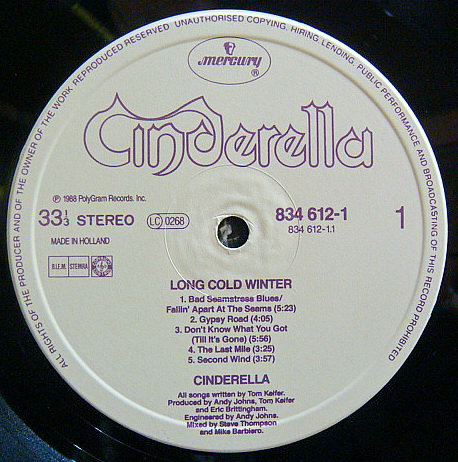 ALL RIGHTS OF THE PRODUCER AND OF THE OWNER OF THE WORK REPRODUCED RESERVED UNAUTHORISED COPYING, HIRING, LENDING, PUBLIC PERFORMANCE AND BROADCASTING OF THIS RECORD PROHIBITED
mercury ®
Cinderella
℗ 1988 PolyGram Records. Inc.
33⅓ STEREO
LC 0268
834 612-1
1
834 612-1.1
MADE IN HOLLAND
B.I.E.M. STEMRA
LONG COLD WINTER
1. Bad Seamstress Blues/
Fallin' Apart At The Seams (5:23)
2. Gypsy Road (4:05)
3. Don't Know What You Got
(Till It's Gone) (5:56)
4. The Last Mile (3:25)
5. Second Wind (3:57)
CINDERELLA
All songs written by Tom Keifer.
Produced by Andy Johns, Tom Keifer
and Eric Brittingham.
Engineered by Andy Johns.
Mixed by Steve Thompson
and Mike Barbiero.